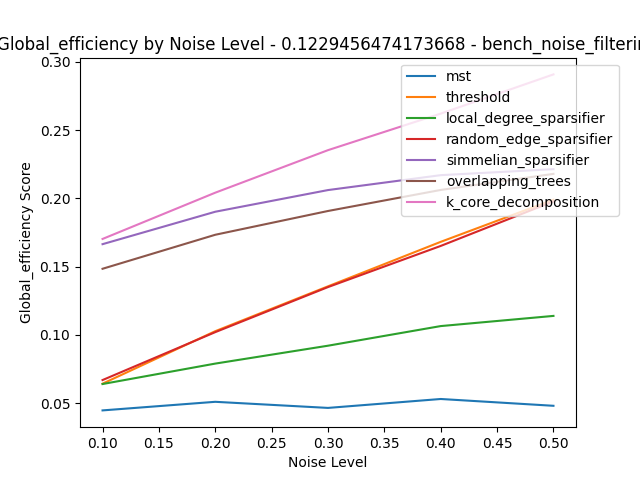 Global_efficiency by Noise Level - 0.1229456474173668 - bench_noise_filterin
Global_efficiency Score
0.30
0.25
0.20
0.15
0.10
0.05
mst
threshold
local_degree_sparsifier
random_edge_sparsifier
simmelian_sparsifier
overlapping_trees
k_core_decomposition
0.10 0.15 0.20 0.25 0.30 0.35 0.40 0.45 0.50
Noise Level